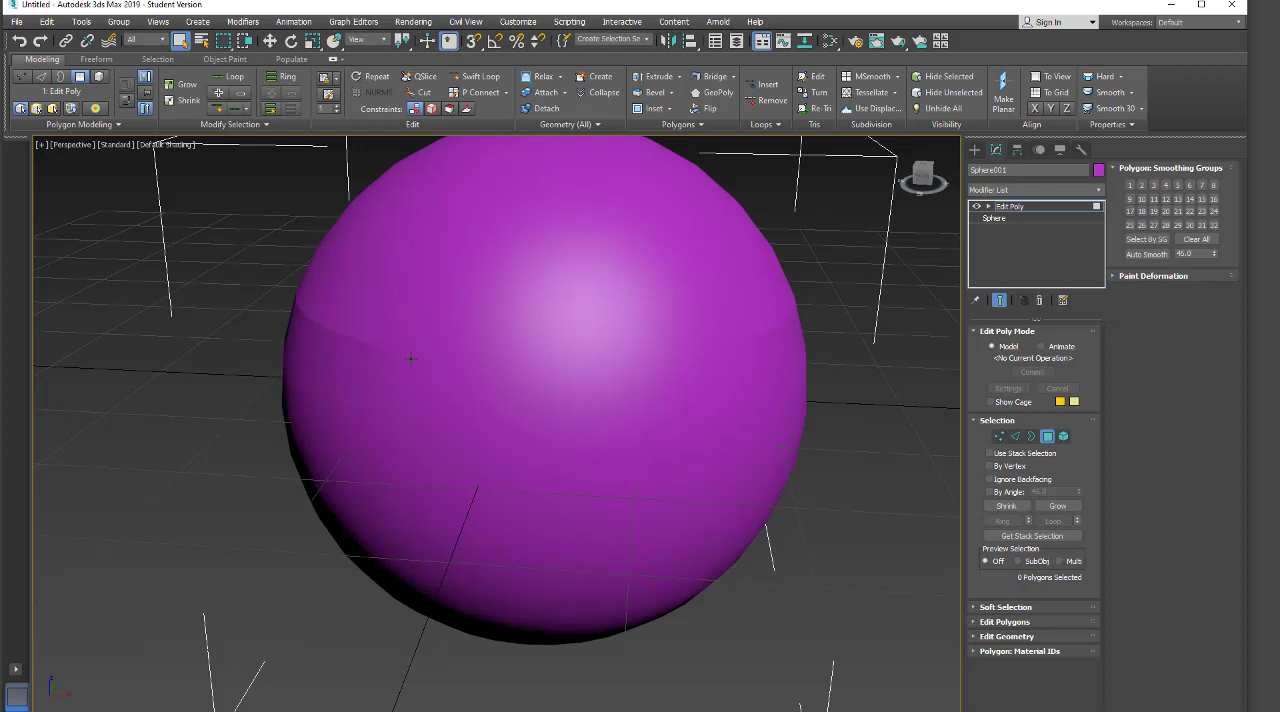 Untitled - Autodesk 3ds Max 2019 - Student Version
File Edit Tools Group Views Create Modifiers Animation Graph Editors Rendering Civil View Customize Scripting Interactive Content Arnold Help
Sign In Workspaces: Default
All View Create Selection Se
Modeling Freeform Selection Object Paint Populate
Grow Loop Ring Repeat QSlice Swift Loop Relax Create Extrude Bridge Insert Edit MSmooth Hide Selected To View Hard
1: Edit Poly
Shrink NURMS Cut P Connect Attach Collapse Bevel GeoPoly Remove Turn Tessellate Hide Unselected Make Planar To Grid Smooth
Constraints: Detach Inset Flip Re-Tri Use Displac... Unhide All X Y Z Smooth 30
Polygon Modeling Modify Selection Edit Geometry (All) Polygons Loops Tris Subdivision Visibility Align Properties
[+] [Perspective] [Standard] [Default Shading]
Sphere001
Modifier List
Edit Poly
Sphere
Edit Poly Mode
Model Animate
<No Current Operation>
Commit
Settings Cancel
Show Cage
Selection
Use Stack Selection
By Vertex
Ignore Backfacing
By Angle: 45.0
Shrink Grow
Ring Loop
Get Stack Selection
Preview Selection
Off SubObj Multi
0 Polygons Selected
Soft Selection
Edit Polygons
Edit Geometry
Polygon: Material IDs
Polygon: Smoothing Groups
1 2 3 4 5 6 7 8
9 10 11 12 13 14 15 16
17 18 19 20 21 22 23 24
25 26 27 28 29 30 31 32
Select By SG Clear All
Auto Smooth 45.0
Paint Deformation